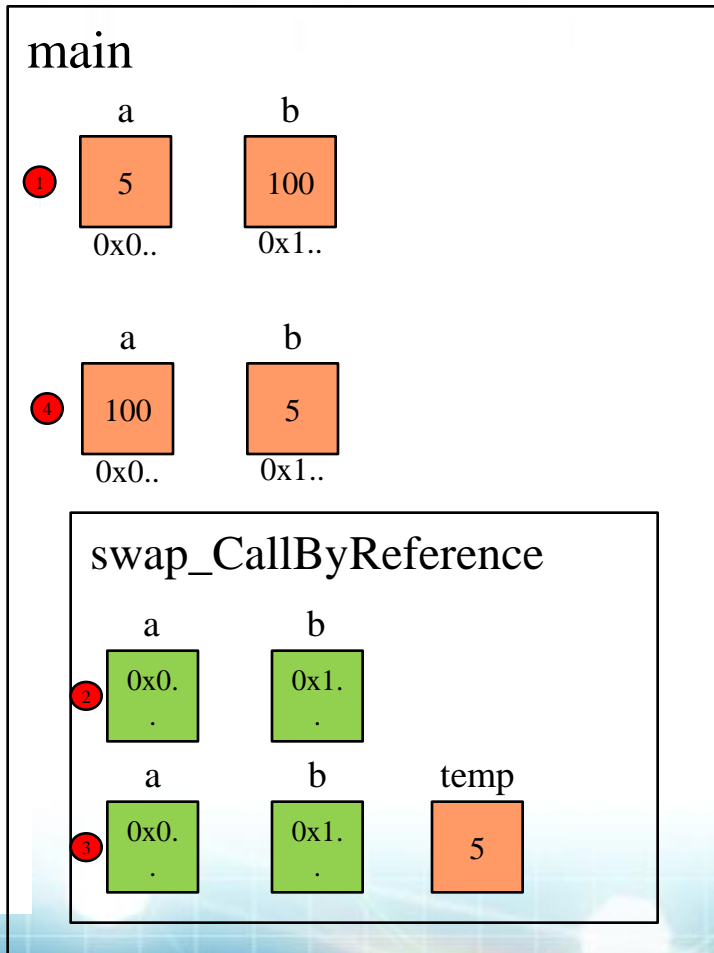 main
a b
1 5 100
0x0.. 0x1..
a b
4 100 5
0x0.. 0x1..
swap_CallByReference
a b
2 0x0. 0x1.
. .
a b temp
3 0x0. 0x1. 5
. .